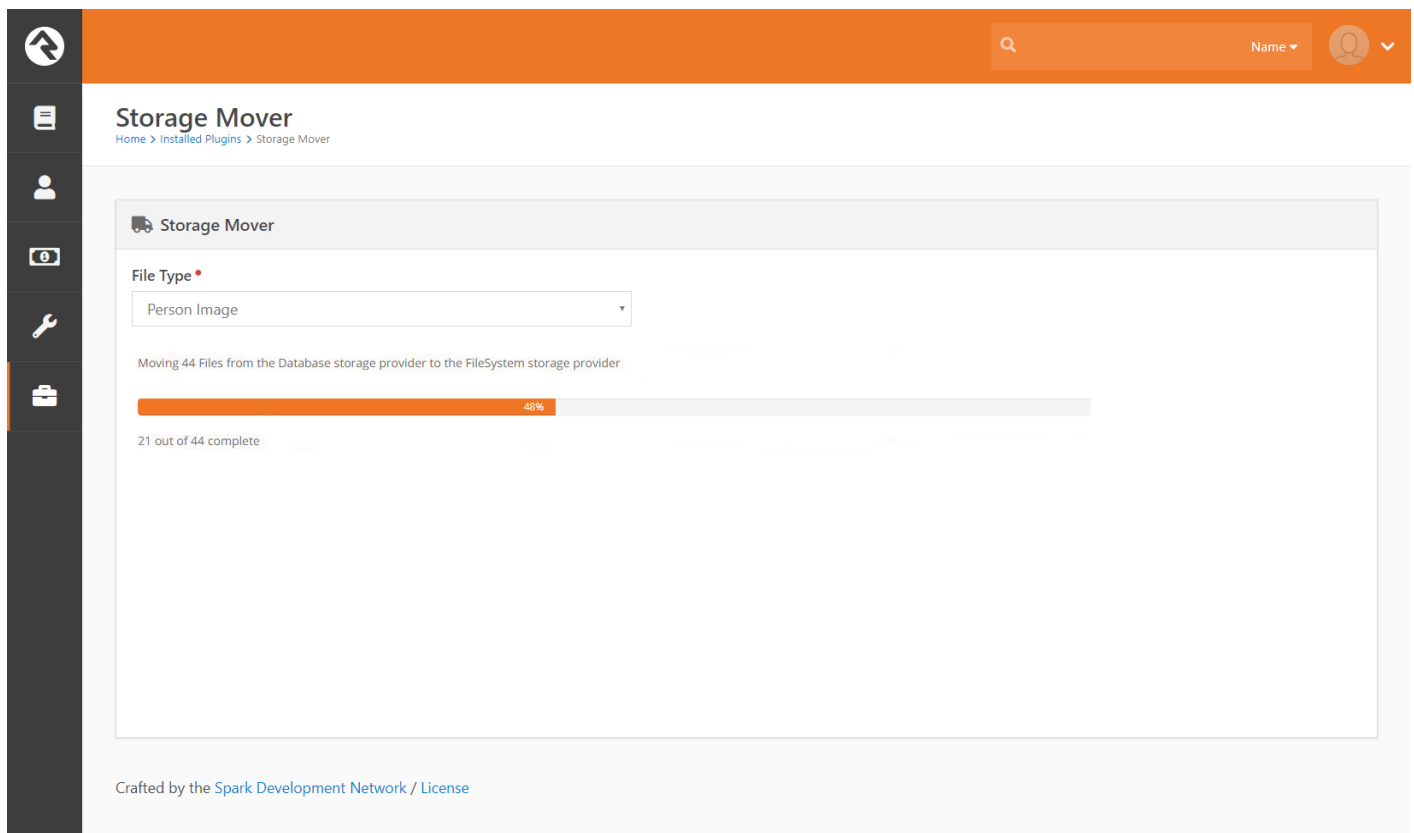 Name
Storage Mover
Home > Installed Plugins > Storage Mover
Storage Mover
File Type
Person Image
Moving 44 Files from the Database storage provider to the FileSystem storage provider
48%
21 out of 44 complete
Crafted by the Spark Development Network / License